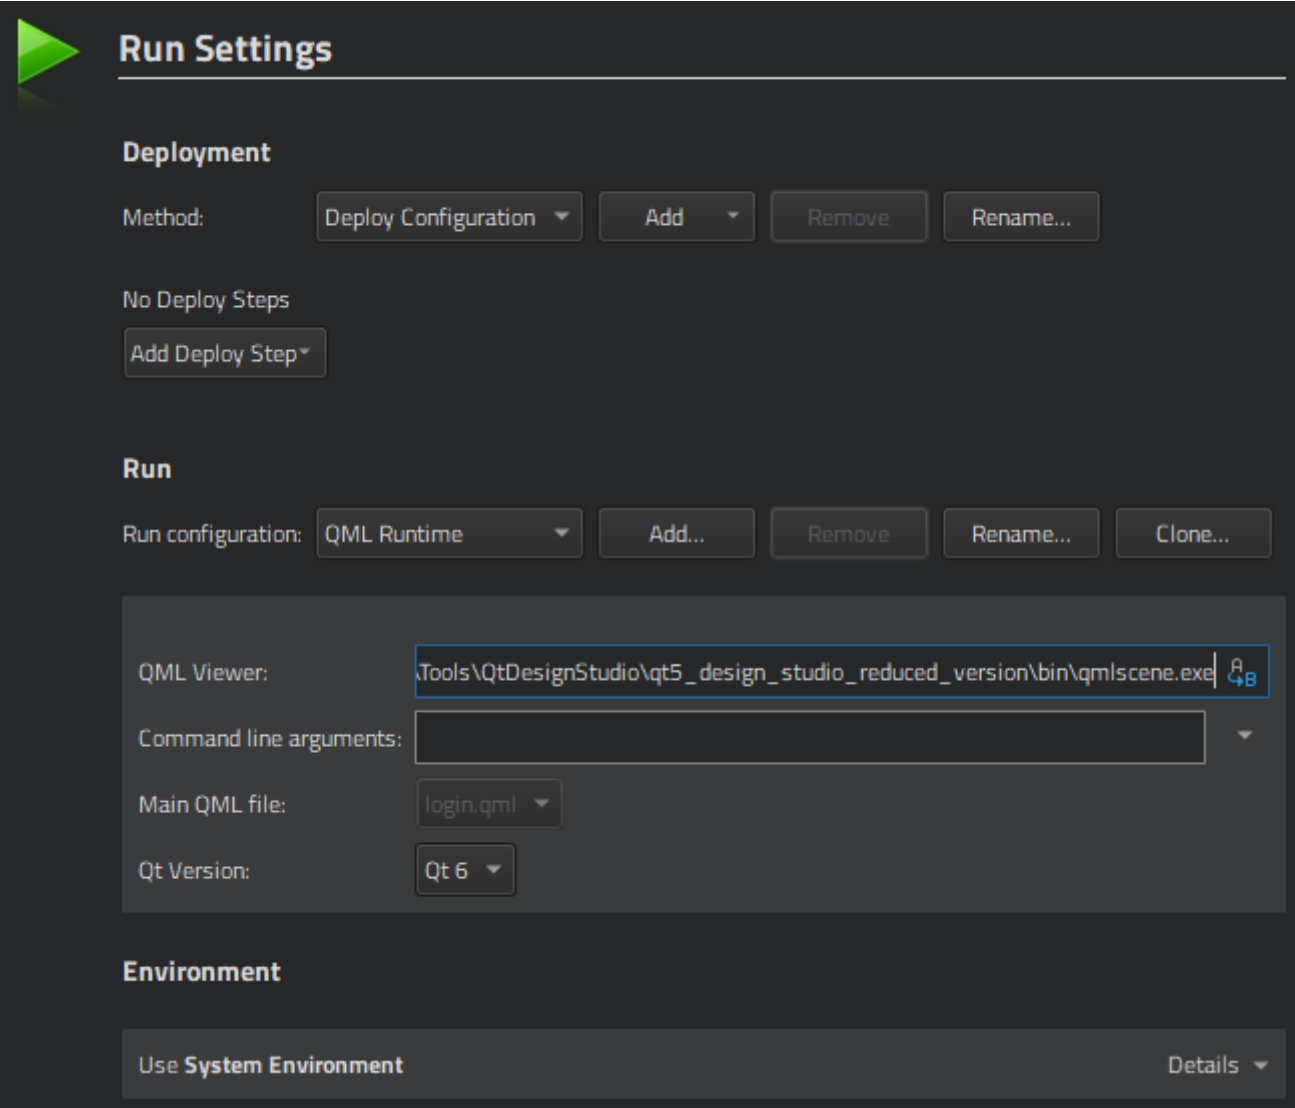 Run Settings
Deployment
Method: Deploy Configuration Add Remove Rename...
No Deploy Steps
Add Deploy Step
Run
Run configuration: QML Runtime Add... Remove Rename... Clone...
QML Viewer: \Tools\QtDesignStudio\qt5_design_studio_reduced_version\bin\qmlscene.exe A B
Command line arguments:
Main QML file: login.qml
Qt Version: Qt 6
Environment
Use System Environment Details